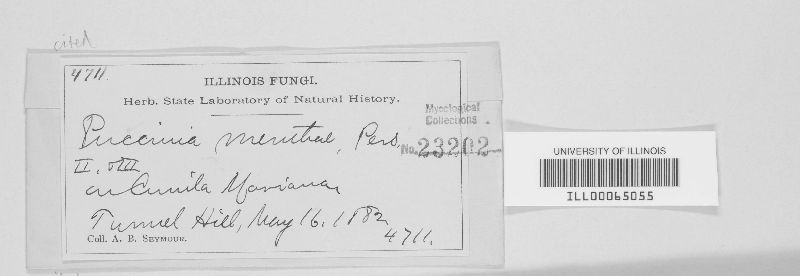 cited
4711.
ILLINOIS FUNGI.
Herb. State Laboratory of Natural History.
Puccinia menthae, Pers.
II. & III
on Cunila Mariana,
Tunnel Hill, May 16. 1882
Coll. A. B. Seymour.
4711.
Mycological
Collections
No. 23202
UNIVERSITY OF ILLINOIS
ILL00065055